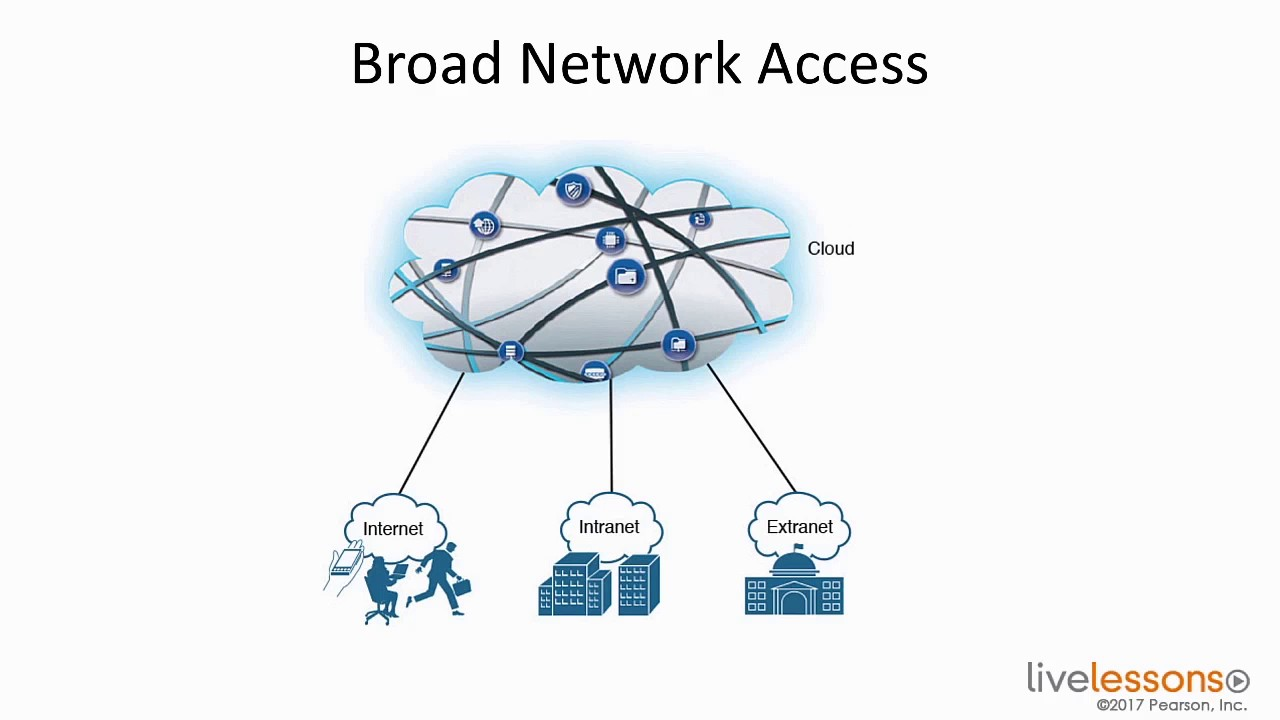 Broad Network Access
Cloud
Internet
Intranet
Extranet
livelessons
©2017 Pearson, Inc.